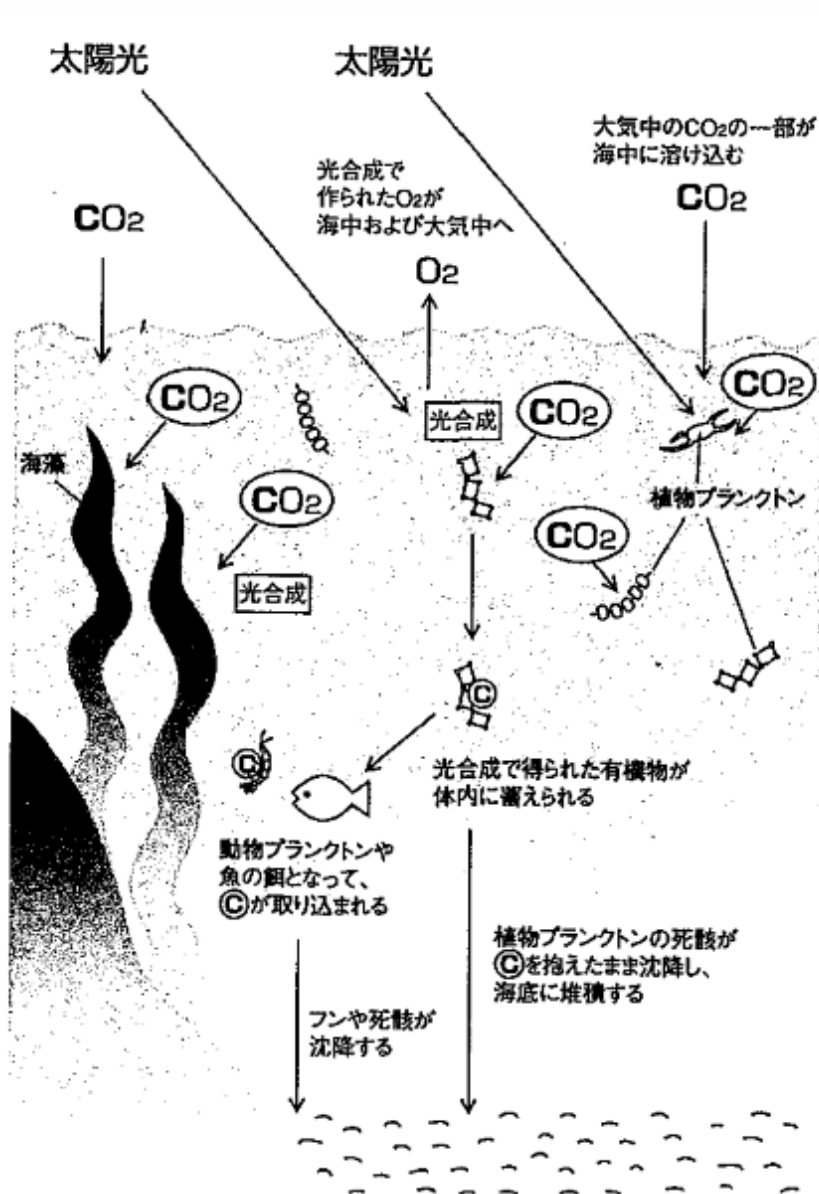 太陽光
太陽光
大気中のCO2の一部が
海中に溶け込む
CO2
光合成で
作られたO2が
海中および大気中へ
O2
CO2
CO2
CO2
CO2
光合成
海藻
CO2
植物プランクトン
CO2
光合成
C
C
光合成で得られた有機物が
体内に蓄えられる
動物プランクトンや
魚の餌となって、
Cが取り込まれる
植物プランクトンの死骸が
Cを抱えたまま沈降し、
海底に堆積する
フンや死骸が
沈降する